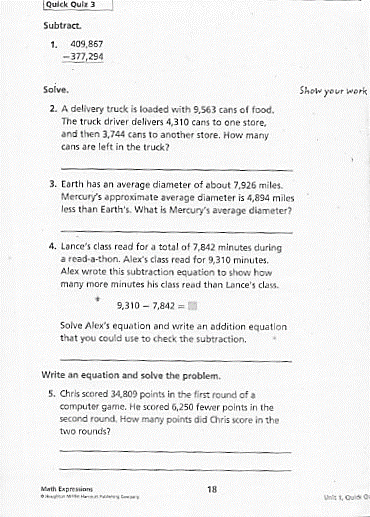 Quick Quiz 3
Subtract.
1. 409,867
−377,294
Solve.
Show your work
2. A delivery truck is loaded with 9,563 cans of food.
The truck driver delivers 4,310 cans to one store,
and then 3,744 cans to another store. How many
cans are left in the truck?
3. Earth has an average diameter of about 7,926 miles.
Mercury's approximate average diameter is 4,894 miles
less than Earth's. What is Mercury's average diameter?
4. Lance's class read for a total of 7,842 minutes during
a read-a-thon. Alex's class read for 9,310 minutes.
Alex wrote this subtraction equation to show how
many more minutes his class read than Lance's class.
9,310 − 7,842 =
Solve Alex's equation and write an addition equation
that you could use to check the subtraction.
Write an equation and solve the problem.
5. Chris scored 34,809 points in the first round of a
computer game. He scored 6,250 fewer points in the
second round. How many points did Chris score in the
two rounds?
Math Expressions
© Houghton Mifflin Harcourt Publishing Company
18
Unit 1, Quick